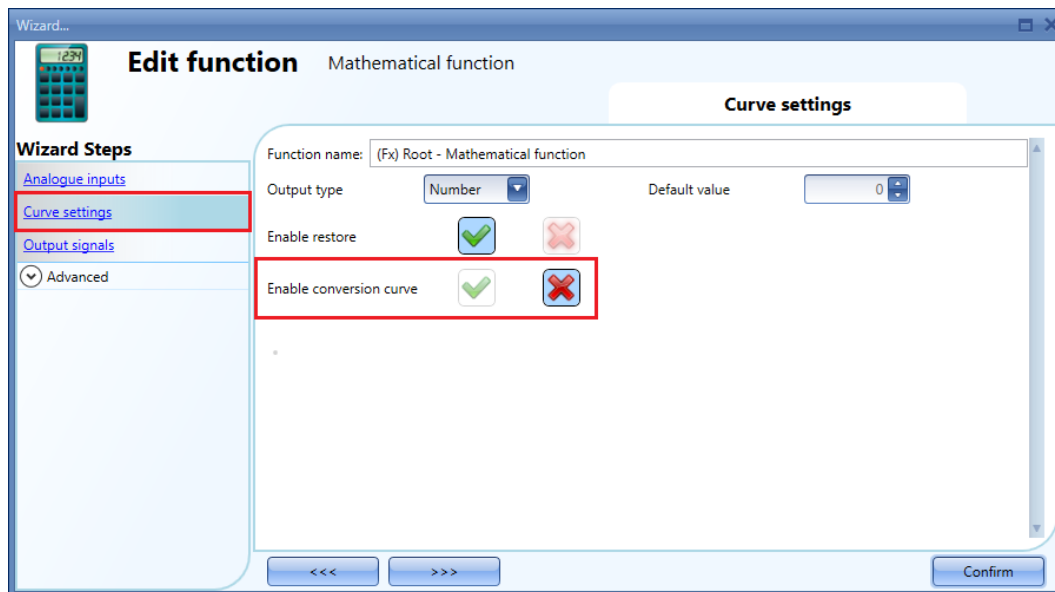 Wizard...
1234
Edit function Mathematical function
Curve settings
Wizard Steps
Analogue inputs
Curve settings
Output signals
Advanced
Function name: (Fx) Root - Mathematical function
Output type Number Default value 0
Enable restore
Enable conversion curve
<<< >>> Confirm